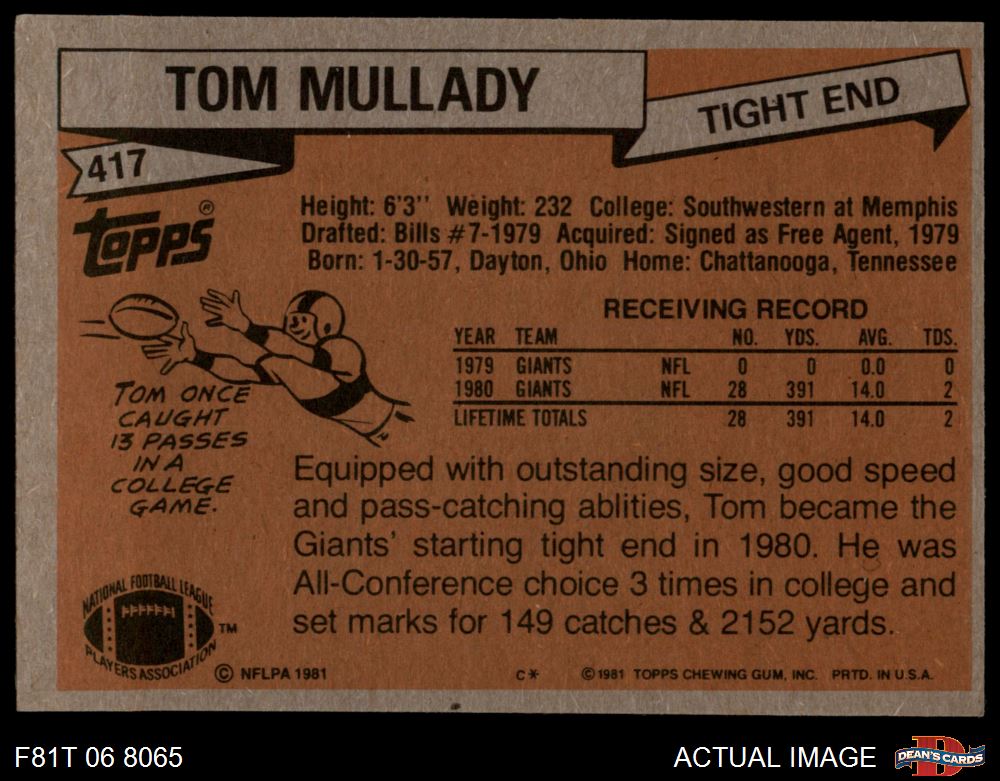 TOM MULLADY
TIGHT END
417
Topps®
Height: 6'3'' Weight: 232 College: Southwestern at Memphis
Drafted: Bills #7-1979 Acquired: Signed as Free Agent, 1979
Born: 1-30-57, Dayton, Ohio Home: Chattanooga, Tennessee
RECEIVING RECORD
YEAR TEAM NO. YDS. AVG. TDS.
1979 GIANTS NFL 0 0 0.0 0
1980 GIANTS NFL 28 391 14.0 2
LIFETIME TOTALS 28 391 14.0 2
TOM ONCE
CAUGHT
13 PASSES
IN A
COLLEGE
GAME.
Equipped with outstanding size, good speed
and pass-catching ablities, Tom became the
Giants' starting tight end in 1980. He was
All-Conference choice 3 times in college and
set marks for 149 catches & 2152 yards.
NATIONAL FOOTBALL LEAGUE
PLAYERS ASSOCIATION
TM
© NFLPA 1981
C* ©1981 TOPPS CHEWING GUM, INC. PRTD. IN U.S.A.
F81T 06 8065
ACTUAL IMAGE
D
DEAN'S CARDS